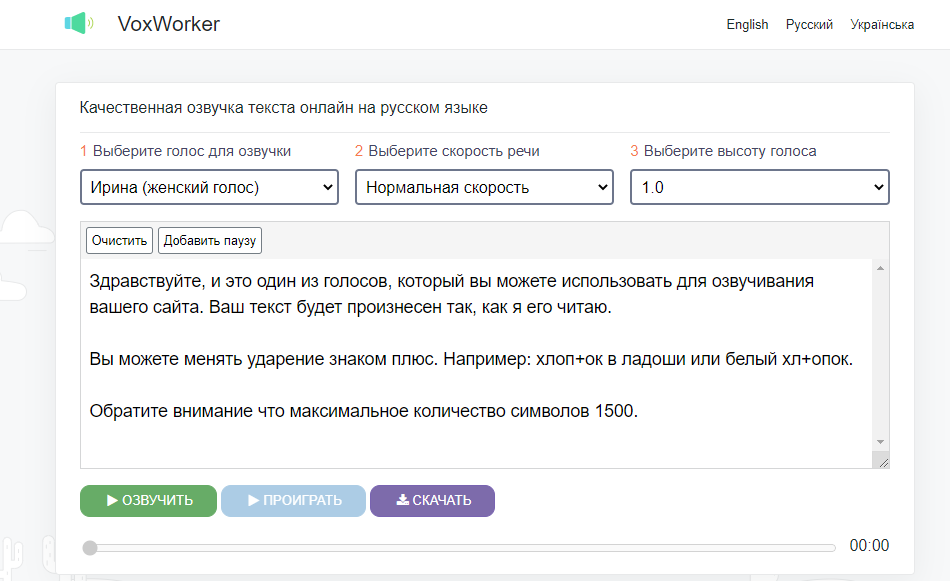 VoxWorker
English Русский Українська
Качественная озвучка текста онлайн на русском языке
1 Выберите голос для озвучки
2 Выберите скорость речи
3 Выберите высоту голоса
Ирина (женский голос)
Нормальная скорость
1.0
Очистить
Добавить паузу
Здравствуйте, и это один из голосов, который вы можете использовать для озвучивания
вашего сайта. Ваш текст будет произнесен так, как я его читаю.
Вы можете менять ударение знаком плюс. Например: хлоп+ок в ладоши или белый хл+опок.
Обратите внимание что максимальное количество символов 1500.
ОЗВУЧИТЬ
ПРОИГРАТЬ
СКАЧАТЬ
00:00